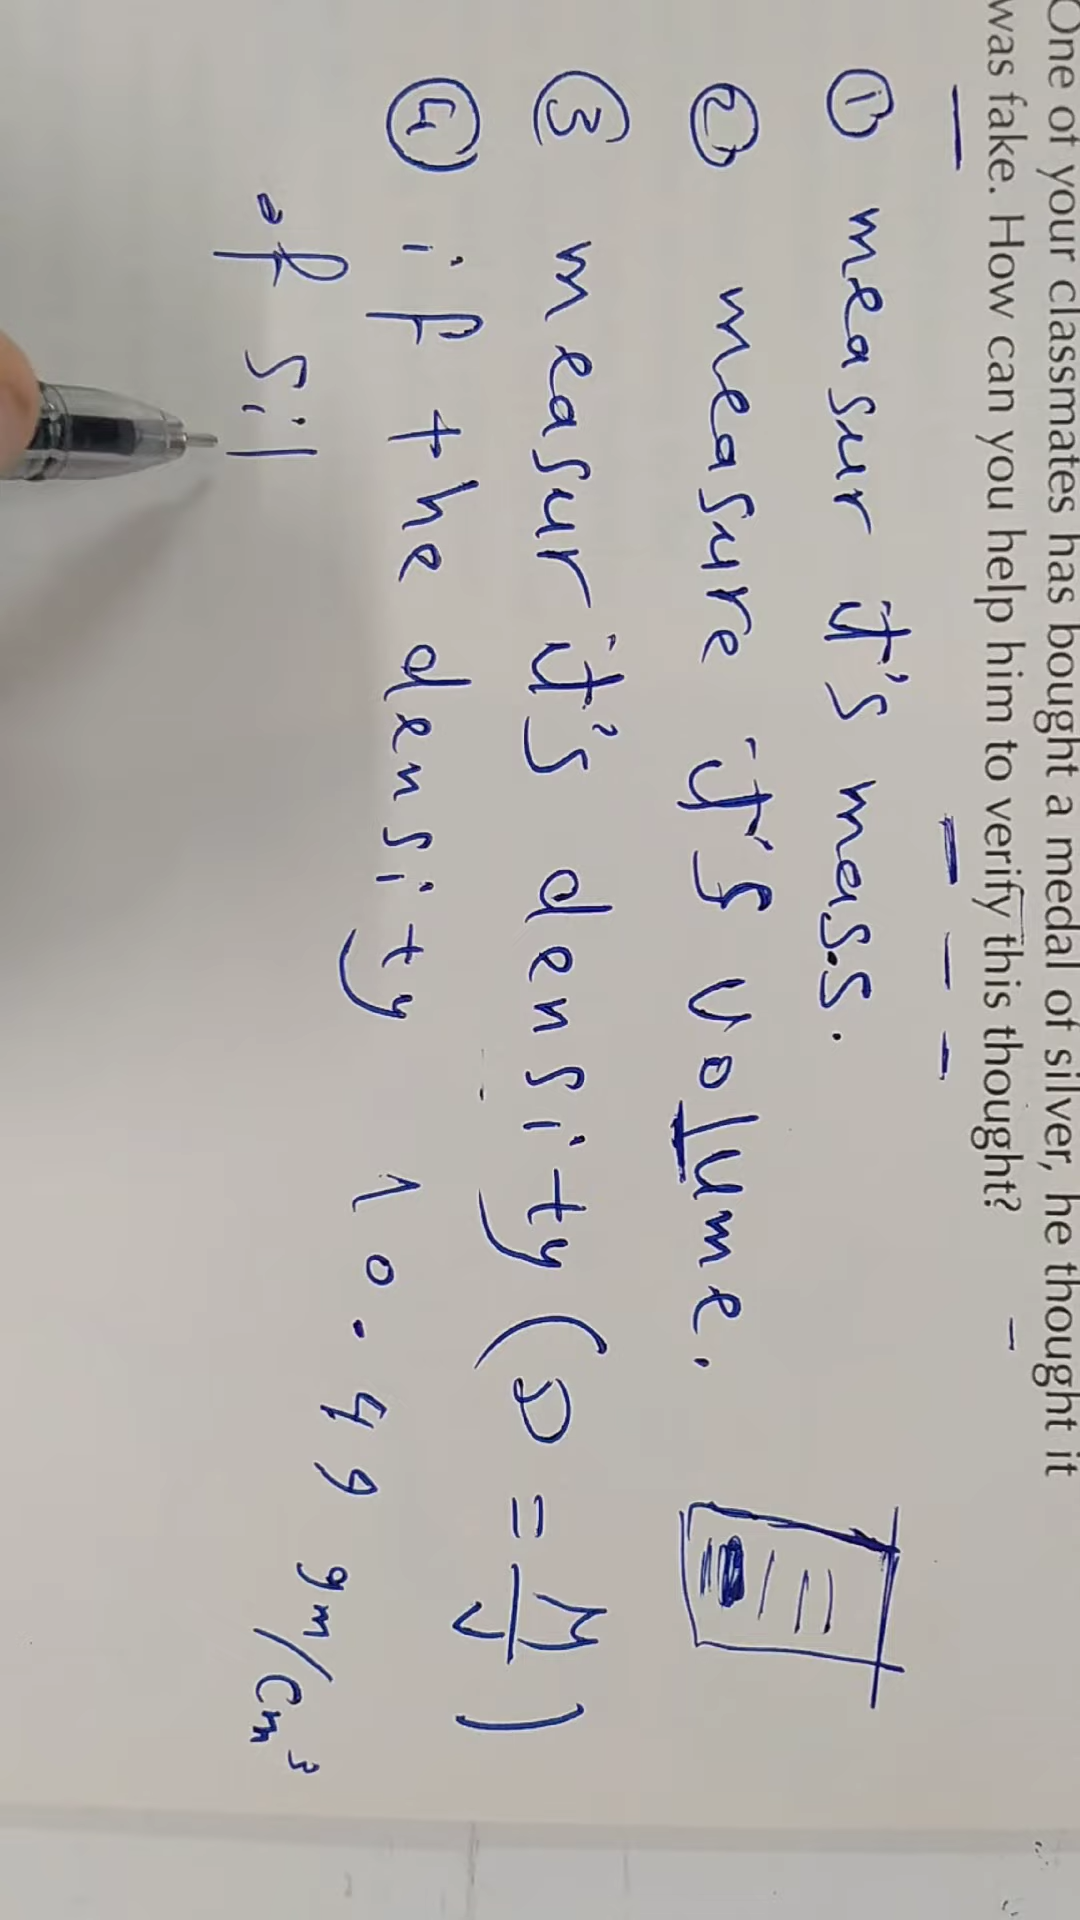 One of your classmates has bought a medal of silver, he thought it
was fake. How can you help him to verify this thought?
① measur it's mass.
② measure it's volume.
③ measur it's density (D = M/V)
④ if the density 10.49 gm/cm³
of sil